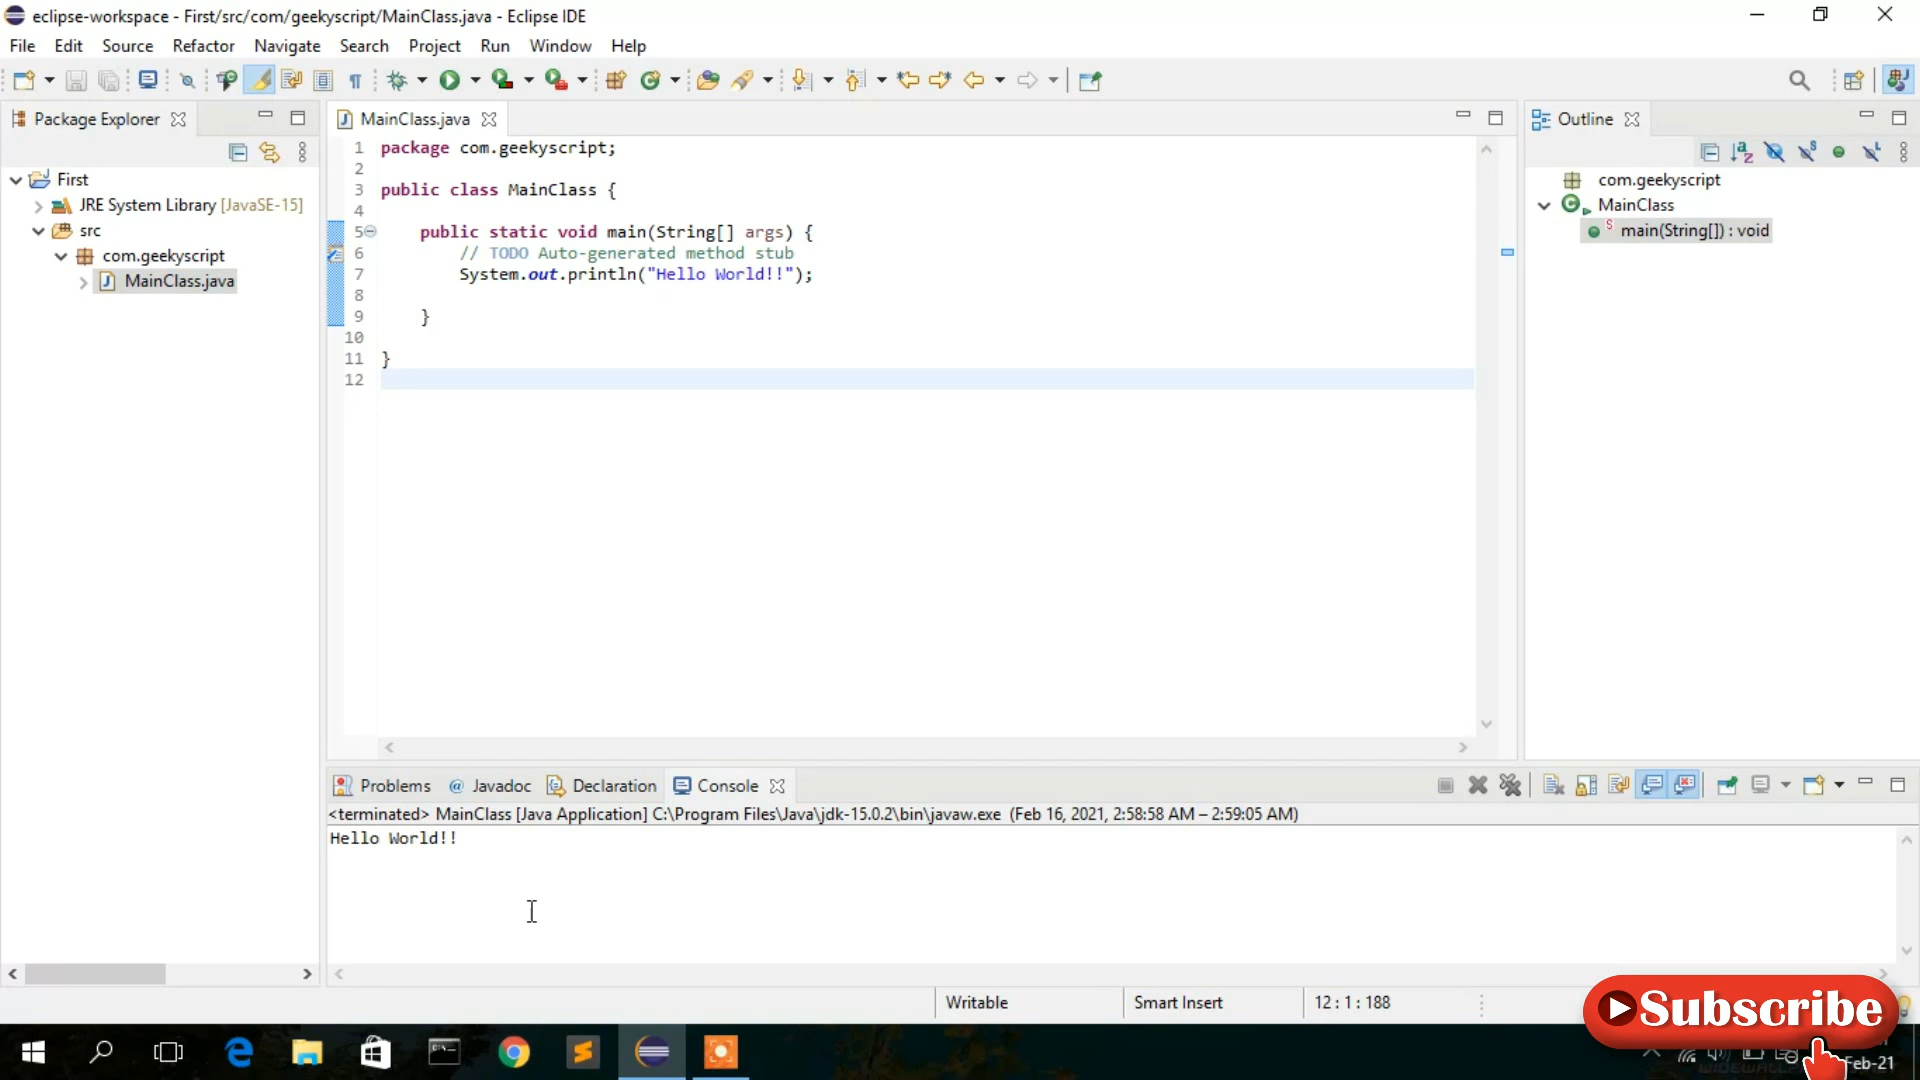 eclipse-workspace - First/src/com/geekyscript/MainClass.java - Eclipse IDE
File Edit Source Refactor Navigate Search Project Run Window Help
Package Explorer
First
JRE System Library [JavaSE-15]
src
com.geekyscript
MainClass.java
MainClass.java
1 package com.geekyscript;
2
3 public class MainClass {
4
5 public static void main(String[] args) {
6 // TODO Auto-generated method stub
7 System.out.println("Hello World!!");
8
9 }
10
11 }
12
Outline
com.geekyscript
MainClass
main(String[]) : void
Problems @ Javadoc Declaration Console
<terminated> MainClass [Java Application] C:\Program Files\Java\jdk-15.0.2\bin\javaw.exe (Feb 16, 2021, 2:58:58 AM – 2:59:05 AM)
Hello World!!
Writable Smart Insert 12 : 1 : 188
Subscribe
Feb-21